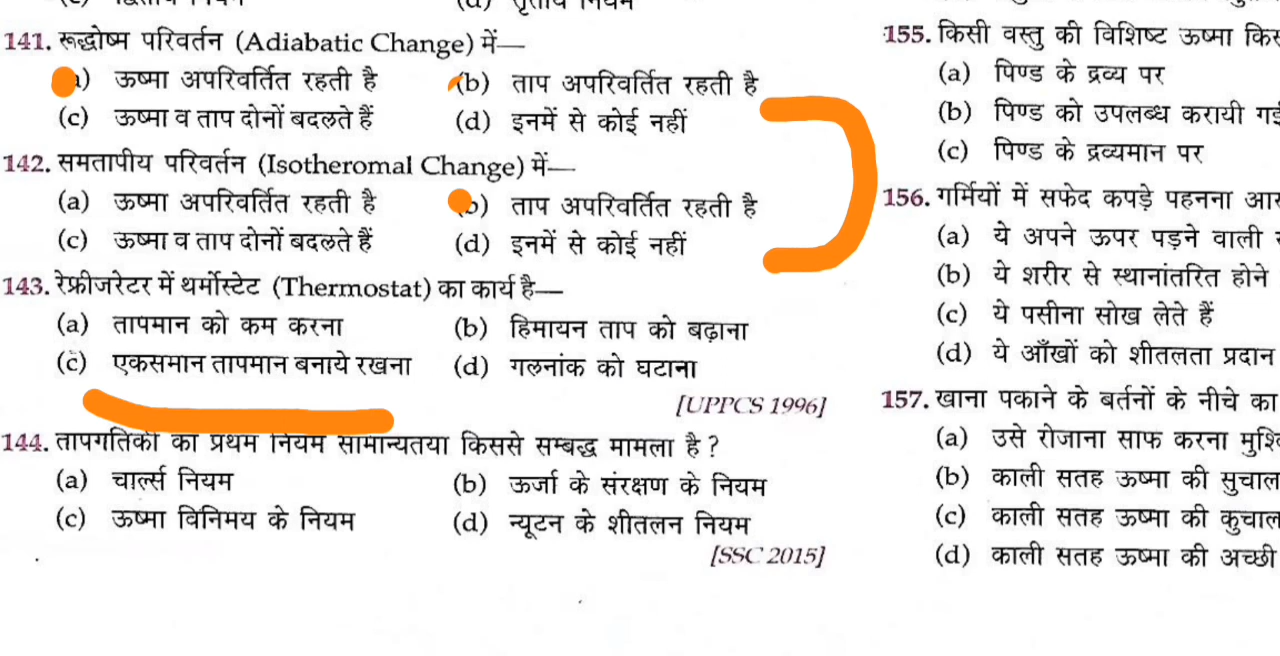 141. रूद्धोष्म परिवर्तन (Adiabatic Change) में—
ऊष्मा अपरिवर्तित रहती है (b) ताप अपरिवर्तित रहती है
(c) ऊष्मा व ताप दोनों बदलते हैं (d) इनमें से कोई नहीं
142. समतापीय परिवर्तन (Isotheromal Change) में—
(a) ऊष्मा अपरिवर्तित रहती है (b) ताप अपरिवर्तित रहती है
(c) ऊष्मा व ताप दोनों बदलते हैं (d) इनमें से कोई नहीं
143. रेफ्रीजरेटर में थर्मोस्टेट (Thermostat) का कार्य है—
(a) तापमान को कम करना (b) हिमायन ताप को बढ़ाना
(c) एकसमान तापमान बनाये रखना (d) गलनांक को घटाना
[UPPCS 1996]
144. तापगतिकी का प्रथम नियम सामान्यतया किससे सम्बद्ध मामला है ?
(a) चार्ल्स नियम (b) ऊर्जा के संरक्षण के नियम
(c) ऊष्मा विनिमय के नियम (d) न्यूटन के शीतलन नियम
[SSC 2015]
155. किसी वस्तु की विशिष्ट ऊष्मा
(a) पिण्ड के द्रव्य पर
(b) पिण्ड को उपलब्ध करायी
(c) पिण्ड के द्रव्यमान पर
156. गर्मियों में सफेद कपड़े पहनना
(a) ये अपने ऊपर पड़ने वाली
(b) ये शरीर से स्थानांतरित होने
(c) ये पसीना सोख लेते हैं
(d) ये आँखों को शीतलता प्रदान
157. खाना पकाने के बर्तनों के नीचे का
(a) उसे रोजाना साफ करना
(b) काली सतह ऊष्मा की
(c) काली सतह ऊष्मा की
(d) काली सतह ऊष्मा की अच्छी